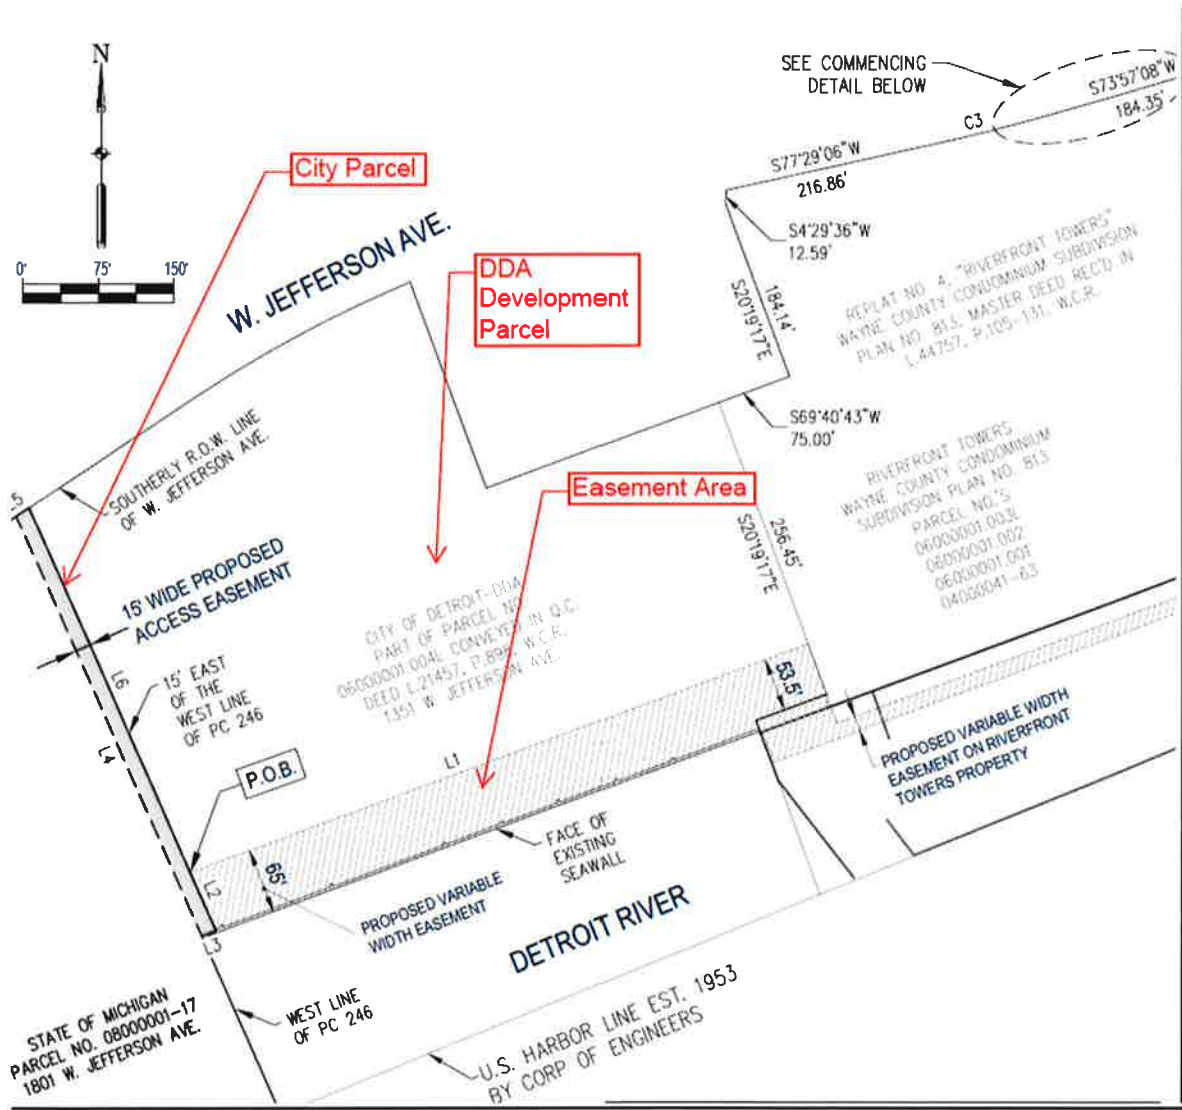 N
0'
75'
150'
City Parcel
W. JEFFERSON AVE.
DDA
Development
Parcel
SEE COMMENCING
DETAIL BELOW
S73°57'08"W
184.35'
C3
S77°29'06"W
216.86'
S4°29'36"W
12.59'
184.14'
S20°19'17"E
REPLAT NO. 4, "RIVERFRONT TOWERS"
WAYNE COUNTY CONDOMINIUM SUBDIVISION
PLAN NO. 813, MASTER DEED REC'D IN
L.44757, P.105-131, W.C.R.
S69°40'43"W
75.00'
SOUTHERLY R.O.W. LINE
OF W. JEFFERSON AVE.
L5
Easement Area
RIVERFRONT TOWERS
WAYNE COUNTY CONDOMINIUM
SUBDIVISION PLAN NO. 813
PARCEL NO.'S
06000001.003L
06000001.002
06000001.001
04000041-63
256.45'
S20°19'17"E
15' WIDE PROPOSED
ACCESS EASEMENT
CITY OF DETROIT-DDA
PART OF PARCEL NO.
06000001.004L CONVEYED IN Q.C.
DEED L.21457, W.C.R.
1351 W. JEFFERSON AVE.
L6
15' EAST
OF THE
WEST LINE
OF PC 246
L4
P.O.B.
L1
53.5'
PROPOSED VARIABLE WIDTH
EASEMENT ON RIVERFRONT
TOWERS PROPERTY
L2
65'
FACE OF
EXISTING
SEAWALL
PROPOSED VARIABLE
WIDTH EASEMENT
L3
DETROIT RIVER
STATE OF MICHIGAN
PARCEL NO. 08000001-17
1801 W. JEFFERSON AVE.
WEST LINE
OF PC 246
U.S. HARBOR LINE EST. 1953
BY CORP OF ENGINEERS